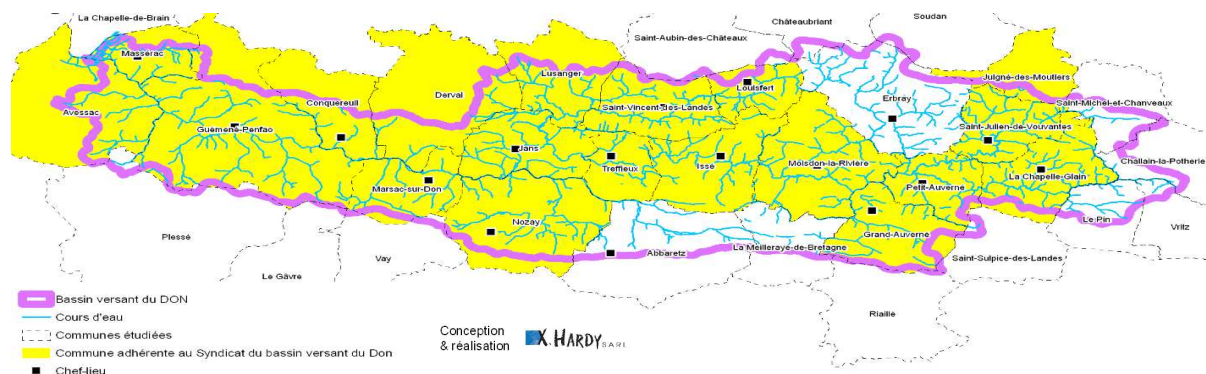 La Chapelle-de-Brain
Châteaubriant
Soudan
Saint-Aubin-des-Châteaux
Massérac
Lusanger
Juigné-des-Moutiers
Derval
Louisfert
Conquereuil
Saint-Vincent-des-Landes
Erbray
Saint-Michel-et-Chanveaux
Avessac
Guémené-Penfao
Saint-Julien-de-Vouvantes
Jans
Treffieux
Issé
Moisdon-la-Rivière
Challain-la-Potherie
La Chapelle-Glain
Marsac-sur-Don
Petit-Auverné
Nozay
Le Pin
Vritz
Plessé
Grand-Auverné
La Meilleraye-de-Bretagne
Abbaretz
Vay
Saint-Sulpice-des-Landes
Le Gâvre
Riaillé
Bassin versant du DON
Cours d'eau
Communes étudiées
Commune adhérente au Syndicat du bassin versant du Don
Chef-lieu
Conception
& réalisation
X. HARDY SARL